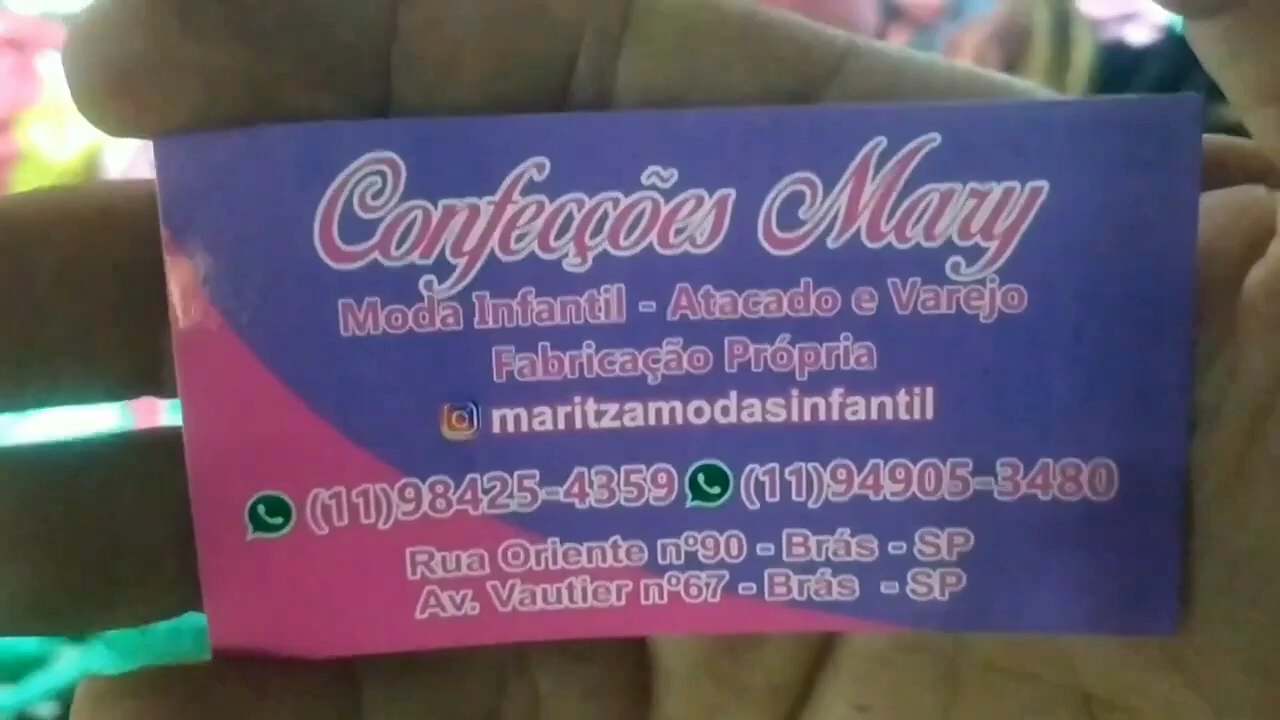 Confecções Mary
Moda Infantil - Atacado e Varejo
Fabricação Própria
maritzamodasinfantil
(11)98425-4359 (11)94905-3480
Rua Oriente nº90 - Brás - SP
Av. Vautier nº67 - Brás - SP